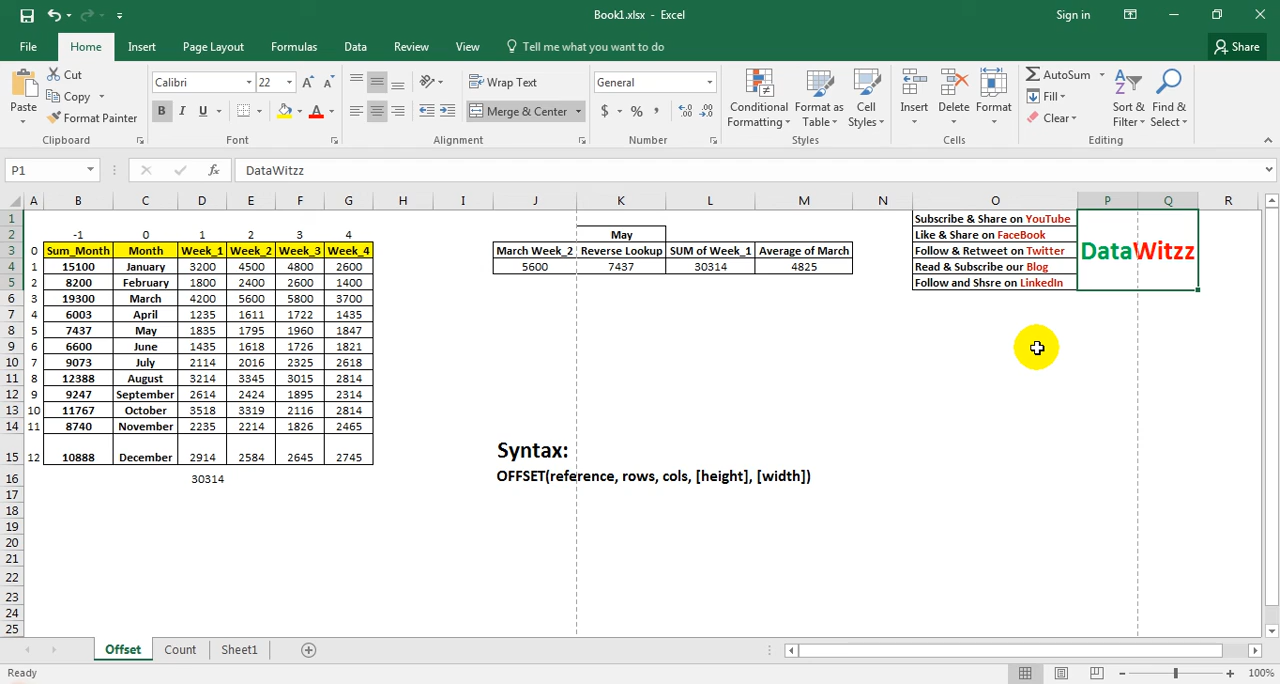 Book1.xlsx - Excel
Sign in
File Home Insert Page Layout Formulas Data Review View Tell me what you want to do Share
Paste
Cut
Copy
Format Painter
Clipboard
Calibri 22
B I U
Font
Wrap Text
Merge & Center
Alignment
General
$ % ,
Number
Conditional Formatting
Format as Table
Cell Styles
Styles
Insert Delete Format
Cells
AutoSum
Fill
Clear
Sort & Filter
Find & Select
Editing
P1 fx DataWitzz
A B C D E F G H I J K L M N O P Q R
1 Subscribe & Share on YouTube
2 -1 0 1 2 3 4 May Like & Share on FaceBook
3 0 Sum_Month Month Week_1 Week_2 Week_3 Week_4 March Week_2 Reverse Lookup SUM of Week_1 Average of March Follow & Retweet on Twitter DataWitzz
4 1 15100 January 3200 4500 4800 2600 5600 7437 30314 4825 Read & Subscribe our Blog
5 2 8200 February 1800 2400 2600 1400 Follow and Shsre on LinkedIn
6 3 19300 March 4200 5600 5800 3700
7 4 6003 April 1235 1611 1722 1435
8 5 7437 May 1835 1795 1960 1847
9 6 6600 June 1435 1618 1726 1821
10 7 9073 July 2114 2016 2325 2618
11 8 12388 August 3214 3345 3015 2814
12 9 9247 September 2614 2424 1895 2314
13 10 11767 October 3518 3319 2116 2814
14 11 8740 November 2235 2214 1826 2465
15 12 10888 December 2914 2584 2645 2745 Syntax:
16 30314 OFFSET(reference, rows, cols, [height], [width])
17
18
19
20
21
22
23
24
25
Offset Count Sheet1
Ready 100%